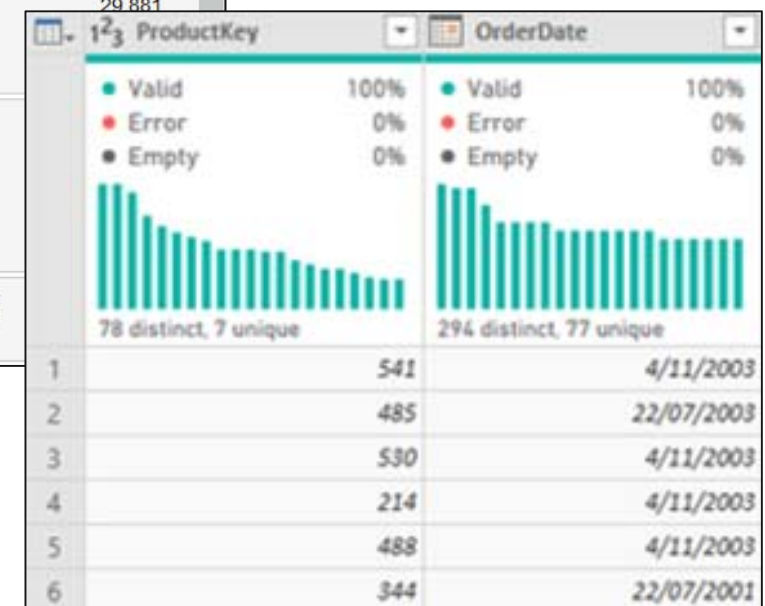 29 881
1²3 ProductKey OrderDate
Valid 100% Valid 100%
Error 0% Error 0%
Empty 0% Empty 0%
78 distinct, 7 unique 294 distinct, 77 unique
1 541 4/11/2003
2 485 22/07/2003
3 530 4/11/2003
4 214 4/11/2003
5 488 4/11/2003
6 344 22/07/2001